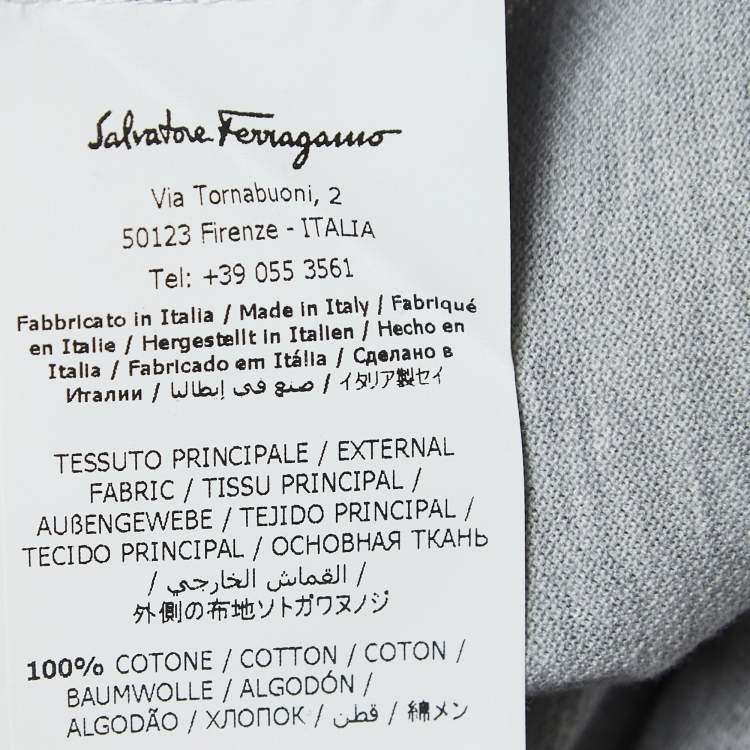 Salvatore Ferragamo
Via Tornabuoni, 2
50123 Firenze - ITALIA
Tel: +39 055 3561
Fabbricato in Italia / Made in Italy / Fabriqué
en Italie / Hergestellt in Italien / Hecho en
Italia / Fabricado em Itália / Сделано в
Италии / صنع في إيطاليا / イタリア製セイ
TESSUTO PRINCIPALE / EXTERNAL
FABRIC / TISSU PRINCIPAL /
AUßENGEWEBE / TEJIDO PRINCIPAL /
TECIDO PRINCIPAL / ОСНОВНАЯ ТКАНЬ
/ القماش الخارجي /
外側の布地ソトガワヌノジ
100% COTONE / COTTON / COTON /
BAUMWOLLE / ALGODÓN /
ALGODÃO / ХЛОПОК / قطن / 綿メン